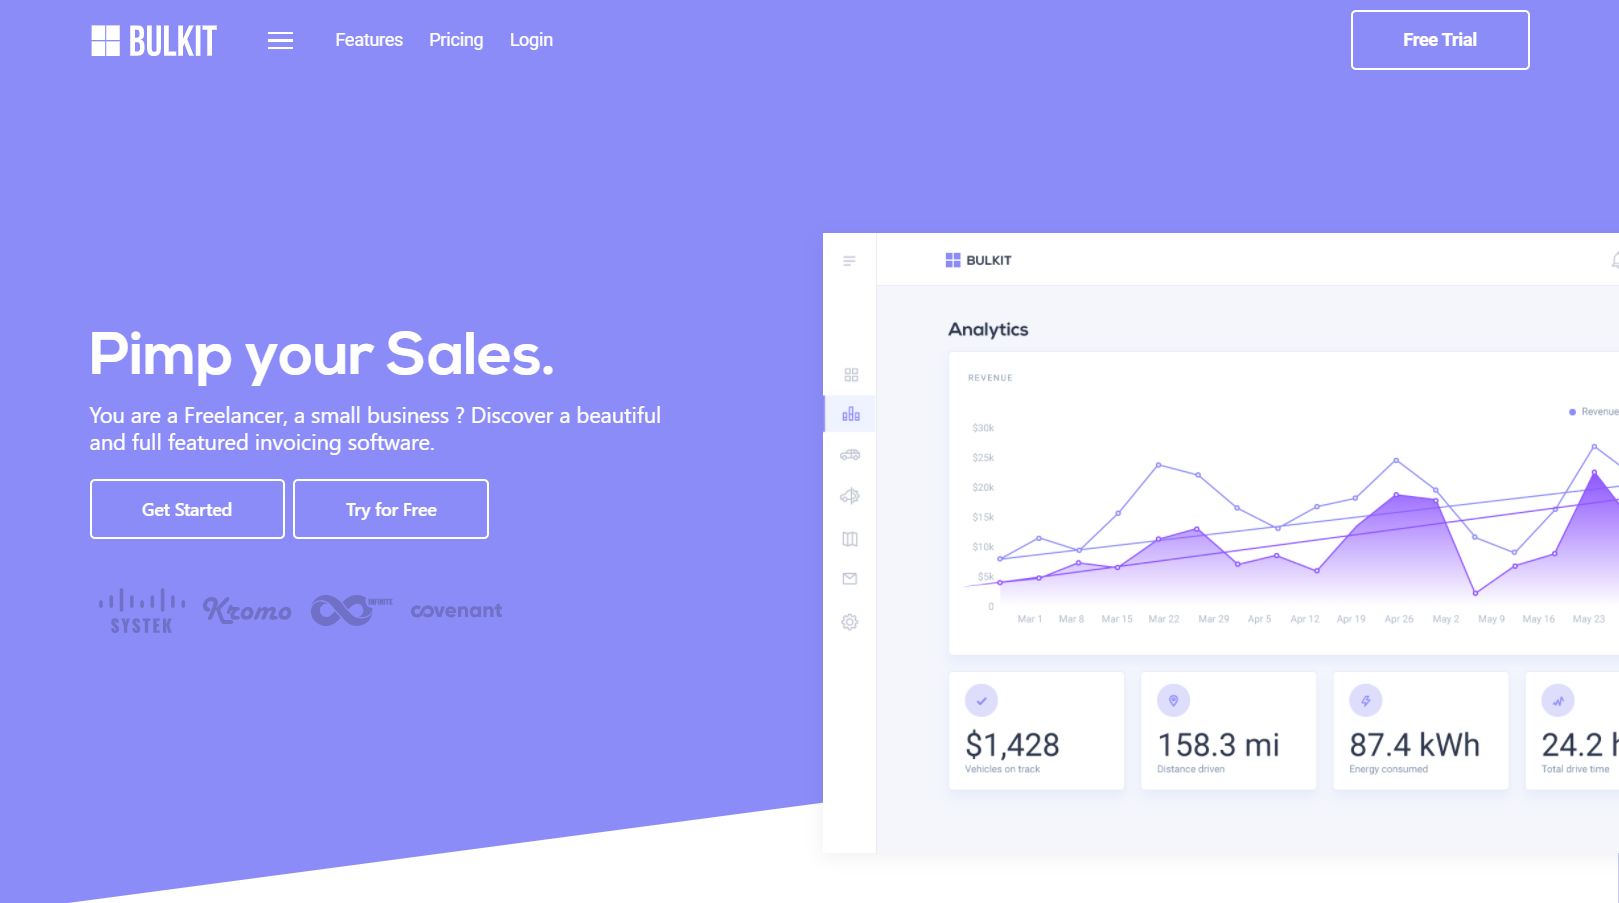 BULKIT
Features Pricing Login
Free Trial
Pimp your Sales.
You are a Freelancer, a small business ? Discover a beautiful
and full featured invoicing software.
Get Started Try for Free
SYSTEK Kromo INFINITE covenant
BULKIT
Analytics
REVENUE
Revenue
$30k
$25k
$20k
$15k
$10k
$5k
0
Mar 1 Mar 8 Mar 15 Mar 22 Mar 29 Apr 5 Apr 12 Apr 19 Apr 26 May 2 May 9 May 16 May 23
$1,428
Vehicles on track
158.3 mi
Distance driven
87.4 kWh
Energy consumed
24.2
Total drive time